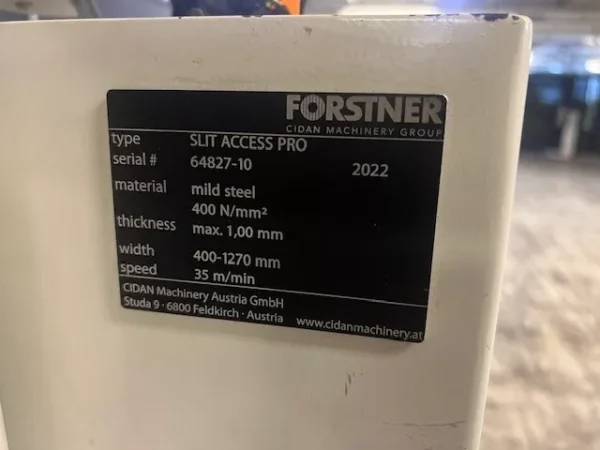 FORSTNER
CIDAN MACHINERY GROUP
type SLIT ACCESS PRO
serial # 64827-10 2022
material mild steel
400 N/mm²
thickness max. 1,00 mm
width 400-1270 mm
speed 35 m/min
CIDAN Machinery Austria GmbH
Studa 9 · 6800 Feldkirch · Austria www.cidanmachinery.at